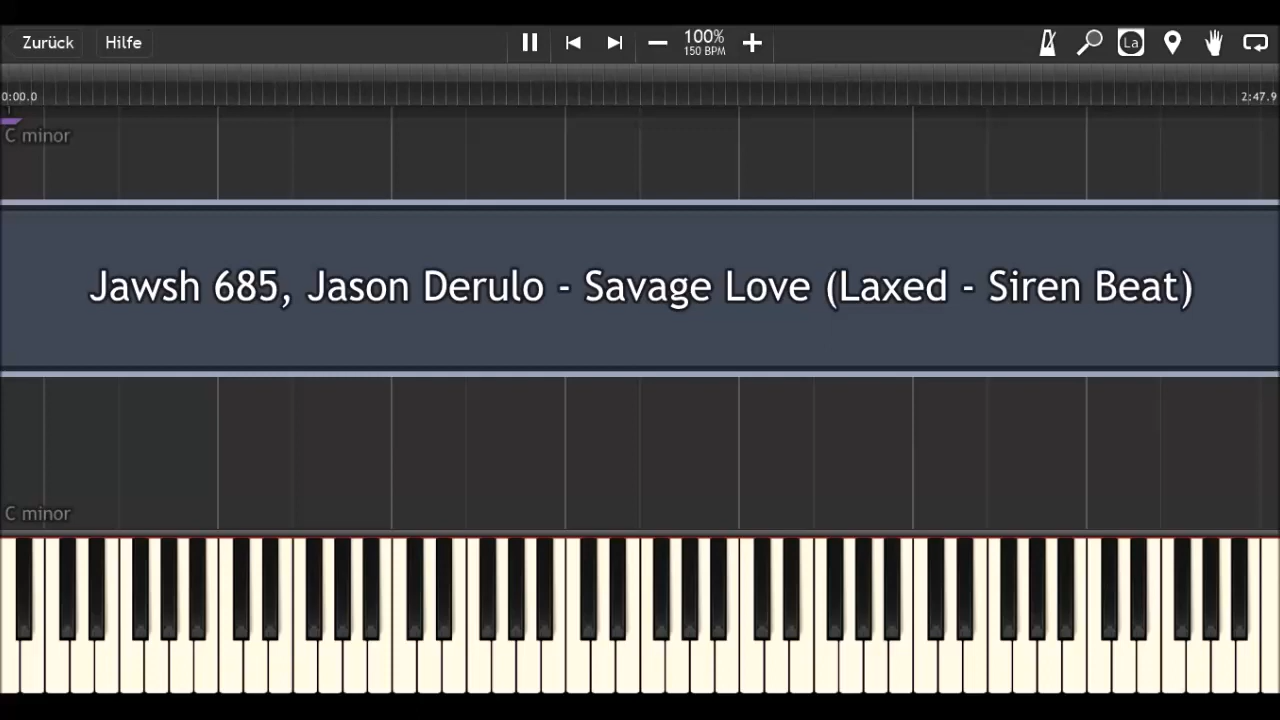 Zurück Hilfe 100% La
150 BPM
0:00.0 2:47.9
C minor
Jawsh 685, Jason Derulo - Savage Love (Laxed - Siren Beat)
C minor